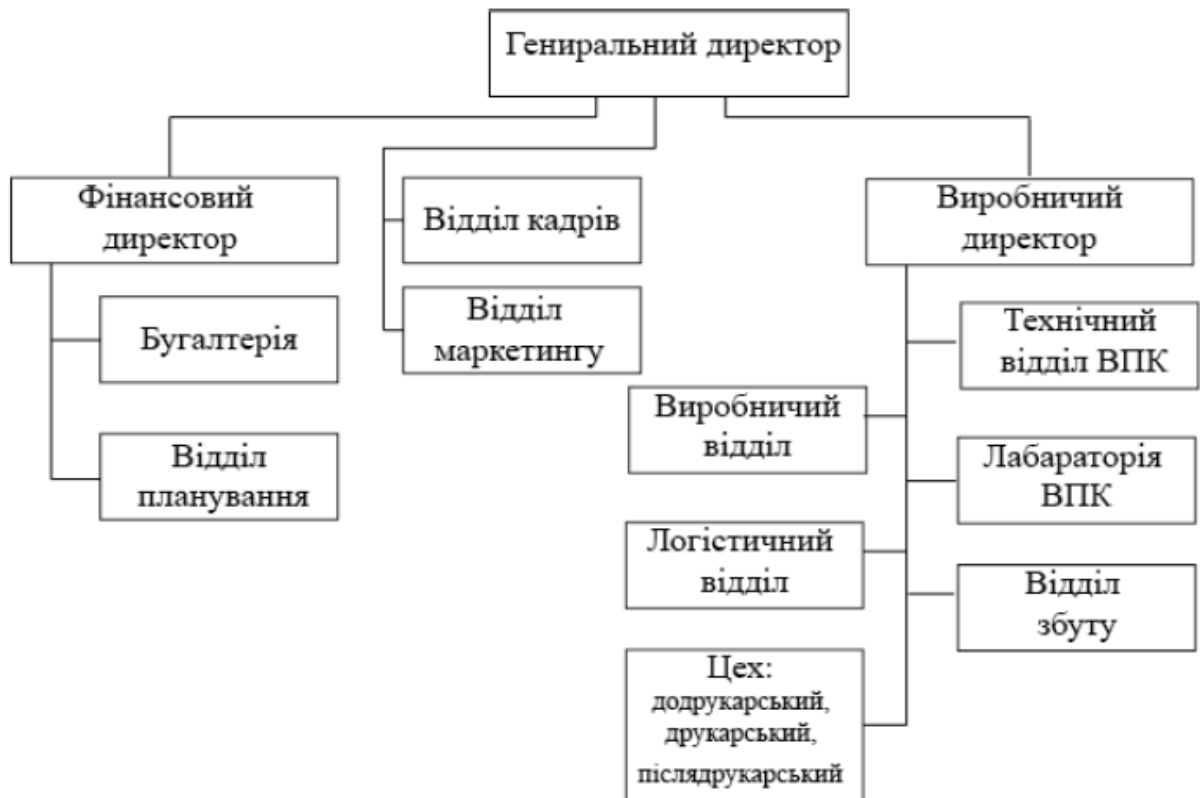 Гениральний директор
Фінансовий
директор
Бугалтерія
Відділ
планування
Відділ кадрів
Відділ
маркетингу
Виробничий
директор
Виробничий
відділ
Логістичний
відділ
Цех:
додрукарський,
друкарський,
післядрукарський
Технічний
відділ ВПК
Лабараторія
ВПК
Відділ
збуту